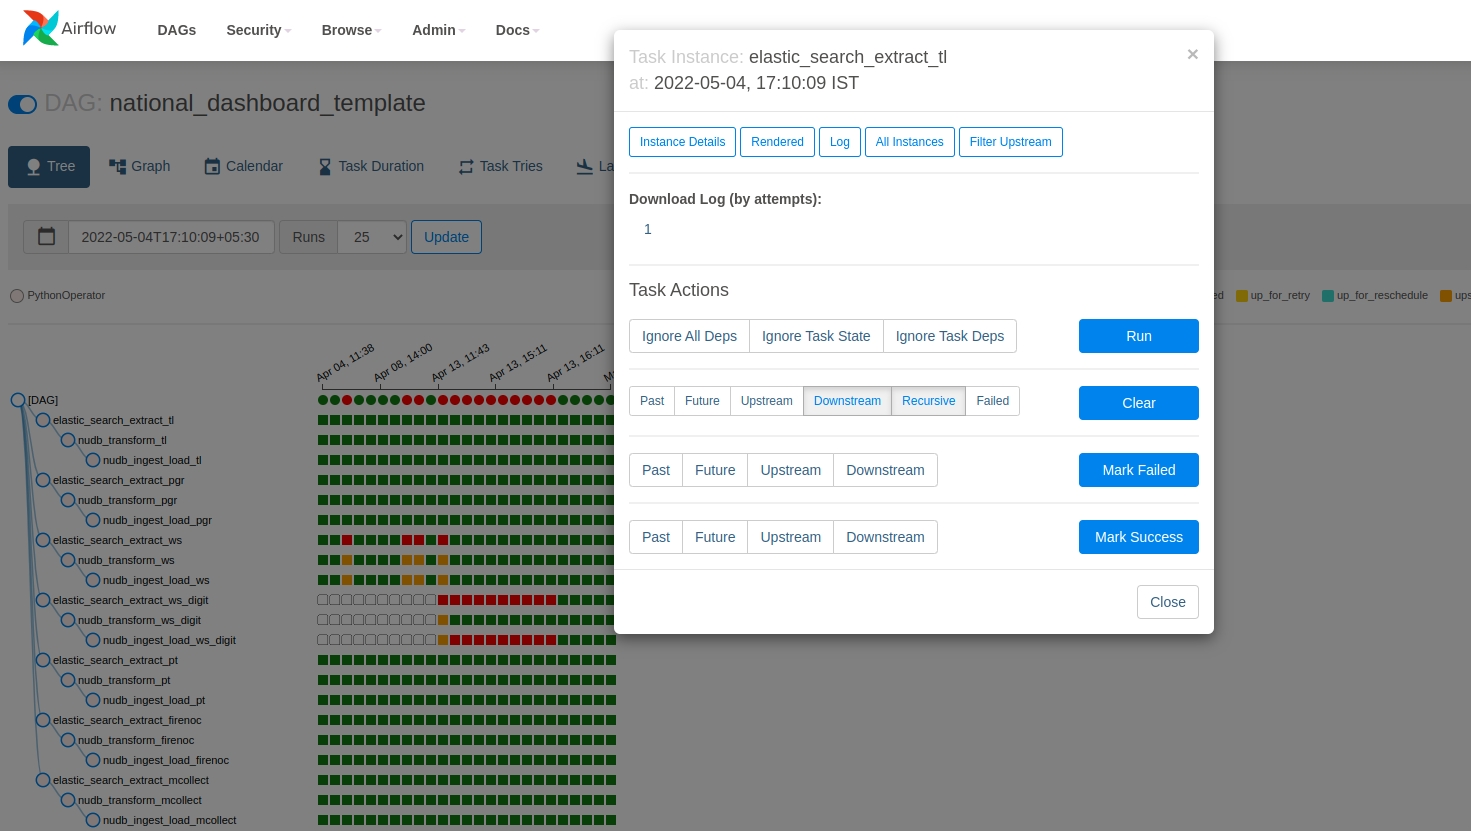 Airflow DAGs Security Browse Admin Docs
Task Instance: elastic_search_extract_tl ×
at: 2022-05-04, 17:10:09 IST
DAG: national_dashboard_template
Tree Graph Calendar Task Duration Task Tries La
2022-05-04T17:10:09+05:30 Runs 25 Update
PythonOperator
ed up_for_retry up_for_reschedule ups
Instance Details Rendered Log All Instances Filter Upstream
Download Log (by attempts):
1
Task Actions
Ignore All Deps Ignore Task State Ignore Task Deps Run
Past Future Upstream Downstream Recursive Failed Clear
Past Future Upstream Downstream Mark Failed
Past Future Upstream Downstream Mark Success
Close
Apr 04, 11:38 Apr 08, 14:00 Apr 13, 11:43 Apr 13, 15:11 Apr 13, 16:11
[DAG]
elastic_search_extract_tl
nudb_transform_tl
nudb_ingest_load_tl
elastic_search_extract_pgr
nudb_transform_pgr
nudb_ingest_load_pgr
elastic_search_extract_ws
nudb_transform_ws
nudb_ingest_load_ws
elastic_search_extract_ws_digit
nudb_transform_ws_digit
nudb_ingest_load_ws_digit
elastic_search_extract_pt
nudb_transform_pt
nudb_ingest_load_pt
elastic_search_extract_firenoc
nudb_transform_firenoc
nudb_ingest_load_firenoc
elastic_search_extract_mcollect
nudb_transform_mcollect
nudb_ingest_load_mcollect